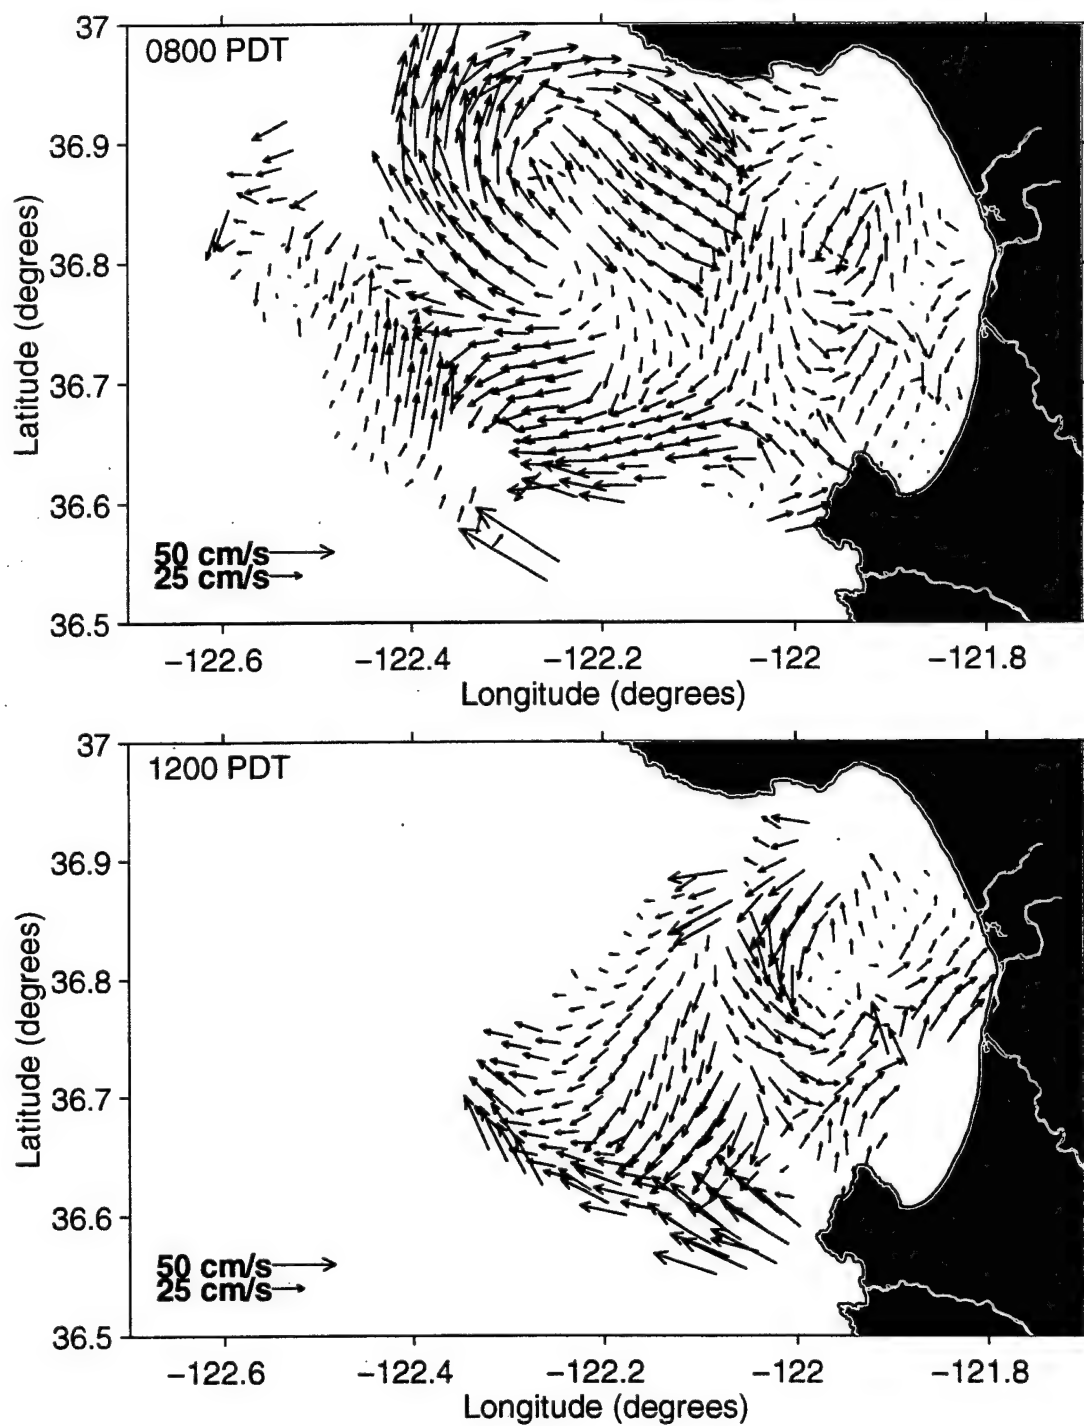 37
0800 PDT
36.9
36.8
36.7
36.6
50 cm/s
25 cm/s
36.5
Latitude (degrees)
−122.6 −122.4 −122.2 −122 −121.8
Longitude (degrees)
37
1200 PDT
36.9
36.8
36.7
36.6
50 cm/s
25 cm/s
36.5
Latitude (degrees)
−122.6 −122.4 −122.2 −122 −121.8
Longitude (degrees)